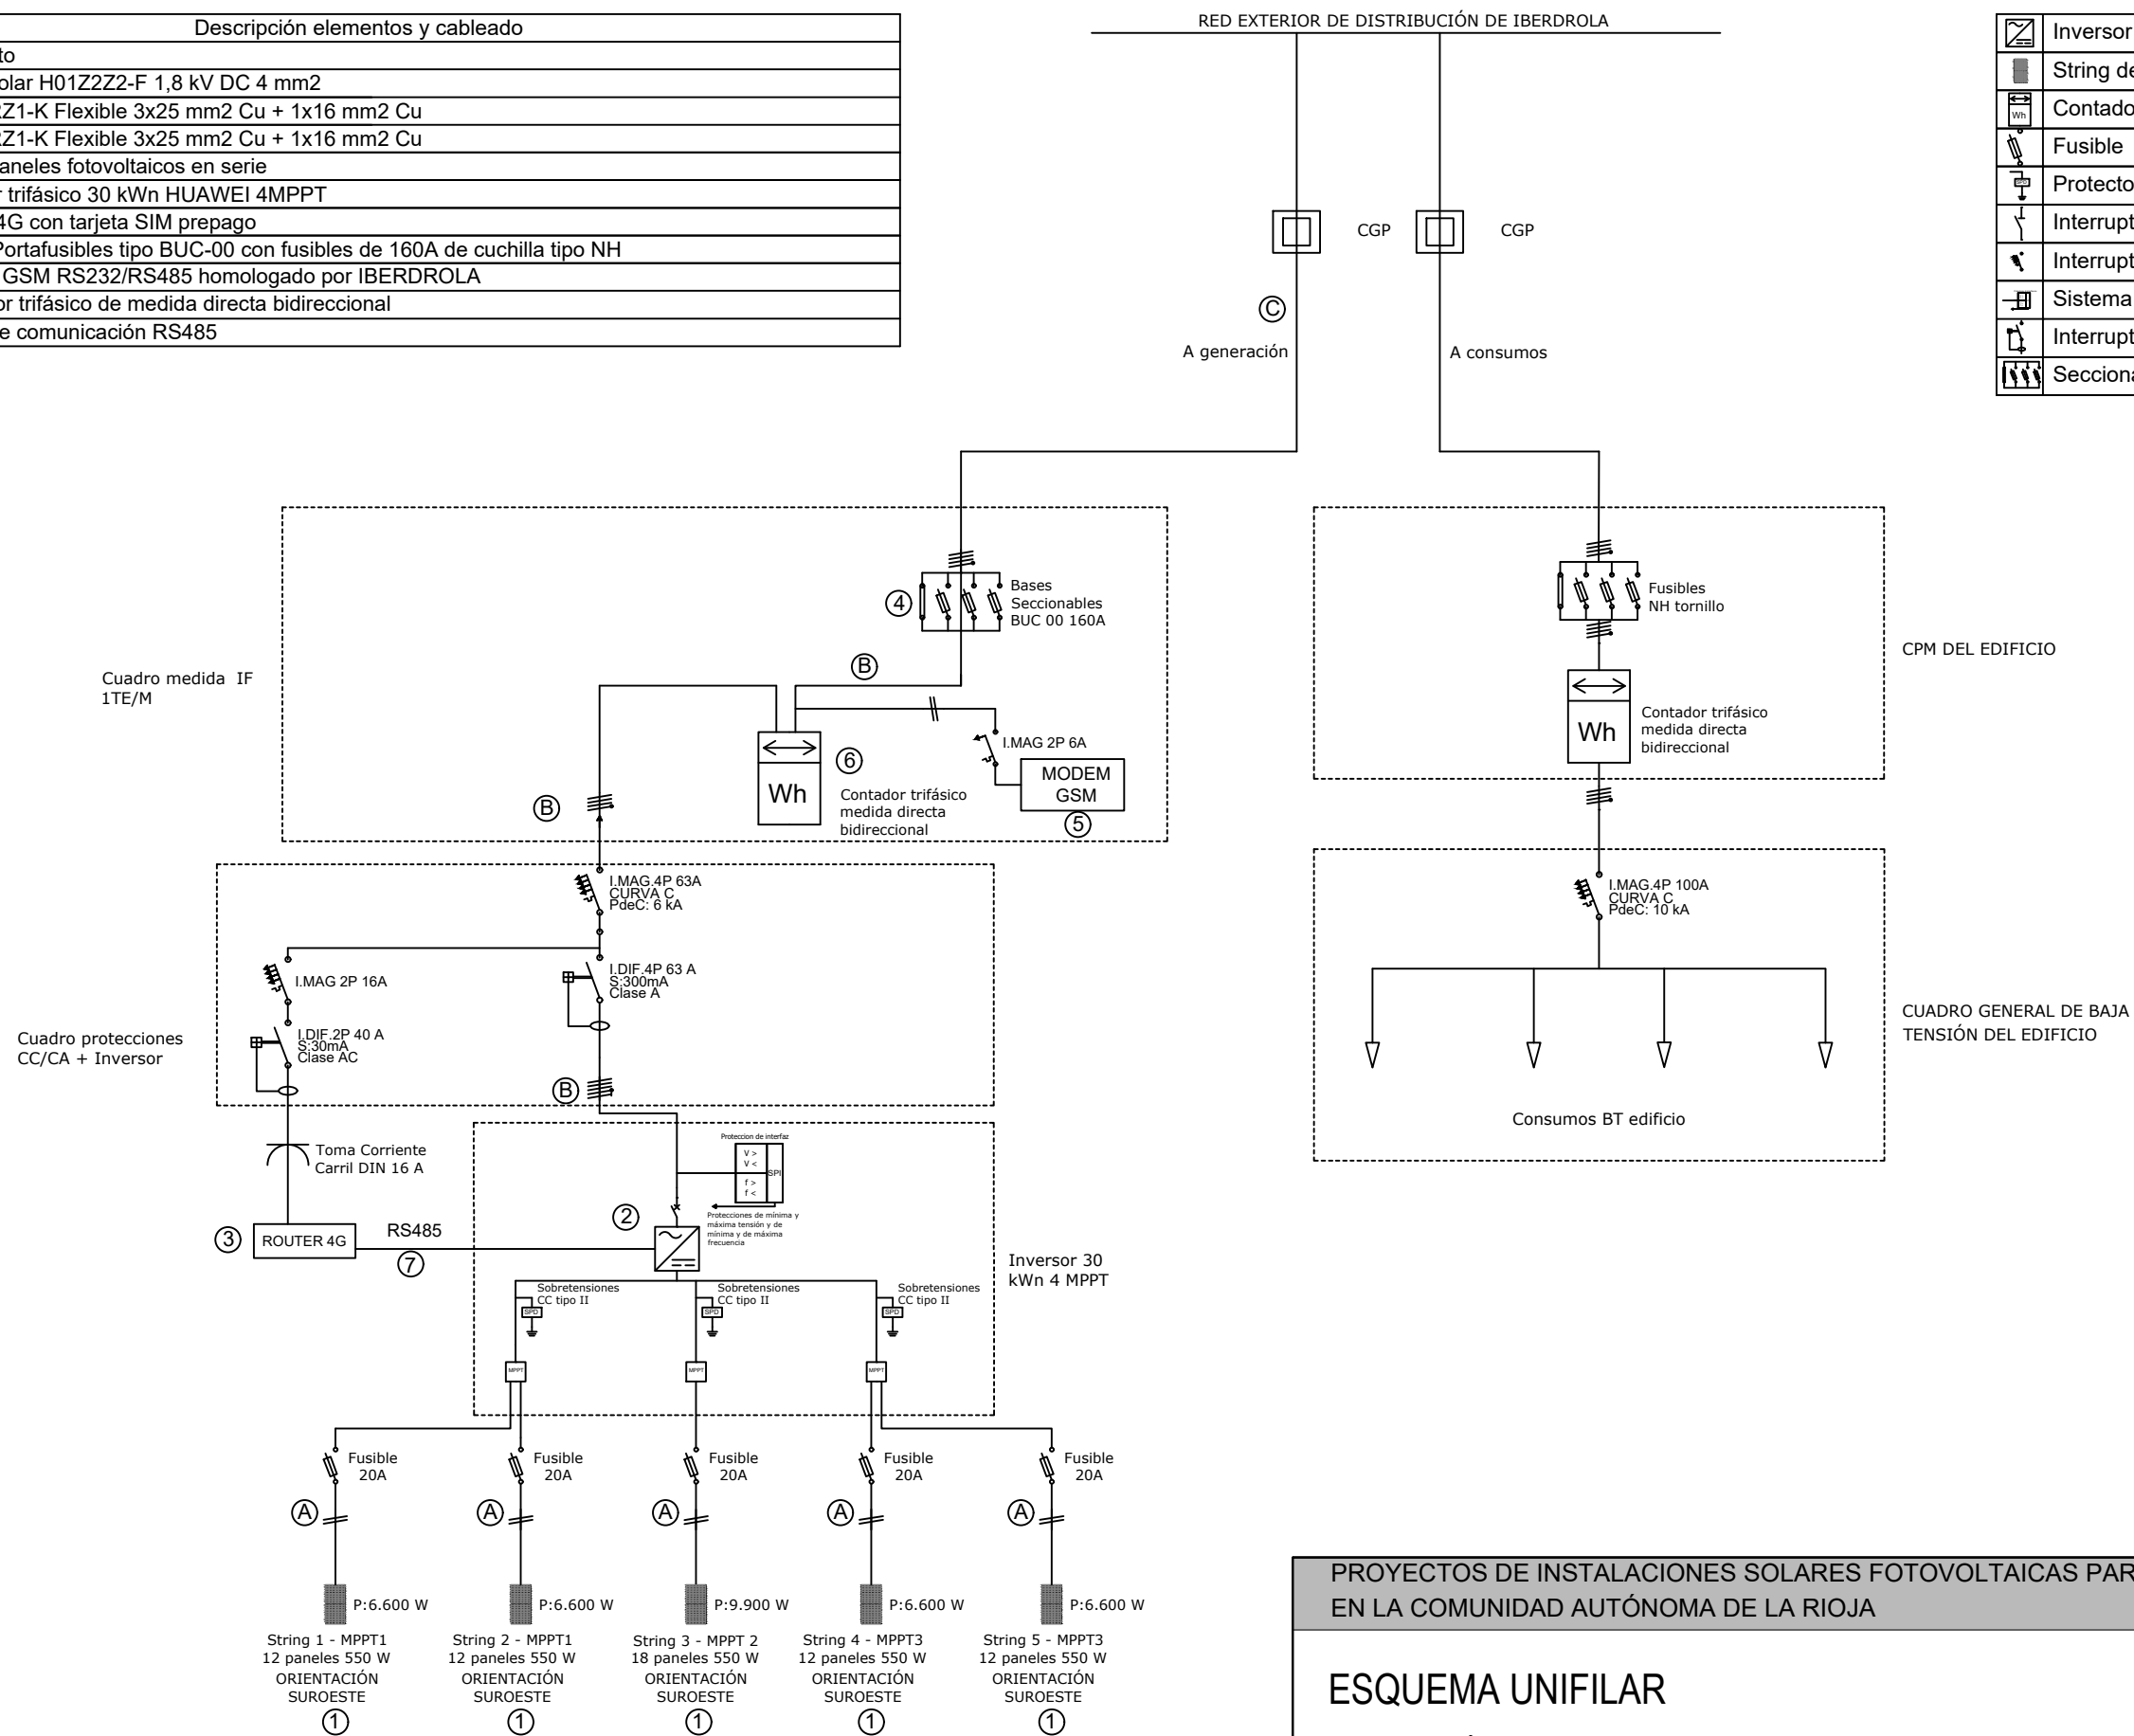 Descripción elementos y cableado
to
olar H01Z2Z2-F 1,8 kV DC 4 mm2
Z1-K Flexible 3x25 mm2 Cu + 1x16 mm2 Cu
Z1-K Flexible 3x25 mm2 Cu + 1x16 mm2 Cu
aneles fotovoltaicos en serie
r trifásico 30 kWn HUAWEI 4MPPT
4G con tarjeta SIM prepago
Portafusibles tipo BUC-00 con fusibles de 160A de cuchilla tipo NH
GSM RS232/RS485 homologado por IBERDROLA
or trifásico de medida directa bidireccional
e comunicación RS485
RED EXTERIOR DE DISTRIBUCIÓN DE IBERDROLA
Inversor
String de
Wh
Contado
Fusible
SPD
Protecto
Interrupt
Interrupt
Sistema
Interrupt
Secciona
CGP
CGP
C
A generación
A consumos
Cuadro medida IF
1TE/M
4
Bases
Seccionables
BUC 00 160A
B
I.MAG 2P 6A
MODEM
GSM
5
6
Wh
Contador trifásico
medida directa
bidireccional
B
Fusibles
NH tornillo
Wh
Contador trifásico
medida directa
bidireccional
CPM DEL EDIFICIO
I.MAG.4P 63A
CURVA C
PdeC: 6 kA
I.MAG 2P 16A
I.DIF.4P 63 A
S:300mA
Clase A
Cuadro protecciones
CC/CA + Inversor
I.DIF.2P 40 A
S:30mA
Clase AC
B
I.MAG.4P 100A
CURVA C
PdeC: 10 kA
CUADRO GENERAL DE BAJA
TENSIÓN DEL EDIFICIO
Consumos BT edificio
Toma Corriente
Carril DIN 16 A
Proteccion de interfaz
V >
V <
f >
f <
SPI
Protecciones de mínima y
máxima tensión y de
mínima y de máxima
frecuencia
2
3
ROUTER 4G
RS485
7
Inversor 30
kWn 4 MPPT
Sobretensiones
CC tipo II
SPD
Sobretensiones
CC tipo II
SPD
Sobretensiones
CC tipo II
SPD
MPPT
MPPT
MPPT
Fusible
20A
Fusible
20A
Fusible
20A
Fusible
20A
Fusible
20A
A
A
A
A
A
P:6.600 W
P:6.600 W
P:9.900 W
P:6.600 W
P:6.600 W
String 1 - MPPT1
12 paneles 550 W
ORIENTACIÓN
SUROESTE
1
String 2 - MPPT1
12 paneles 550 W
ORIENTACIÓN
SUROESTE
1
String 3 - MPPT 2
18 paneles 550 W
ORIENTACIÓN
SUROESTE
1
String 4 - MPPT3
12 paneles 550 W
ORIENTACIÓN
SUROESTE
1
String 5 - MPPT3
12 paneles 550 W
ORIENTACIÓN
SUROESTE
1
PROYECTOS DE INSTALACIONES SOLARES FOTOVOLTAICAS PAR
EN LA COMUNIDAD AUTÓNOMA DE LA RIOJA
ESQUEMA UNIFILAR